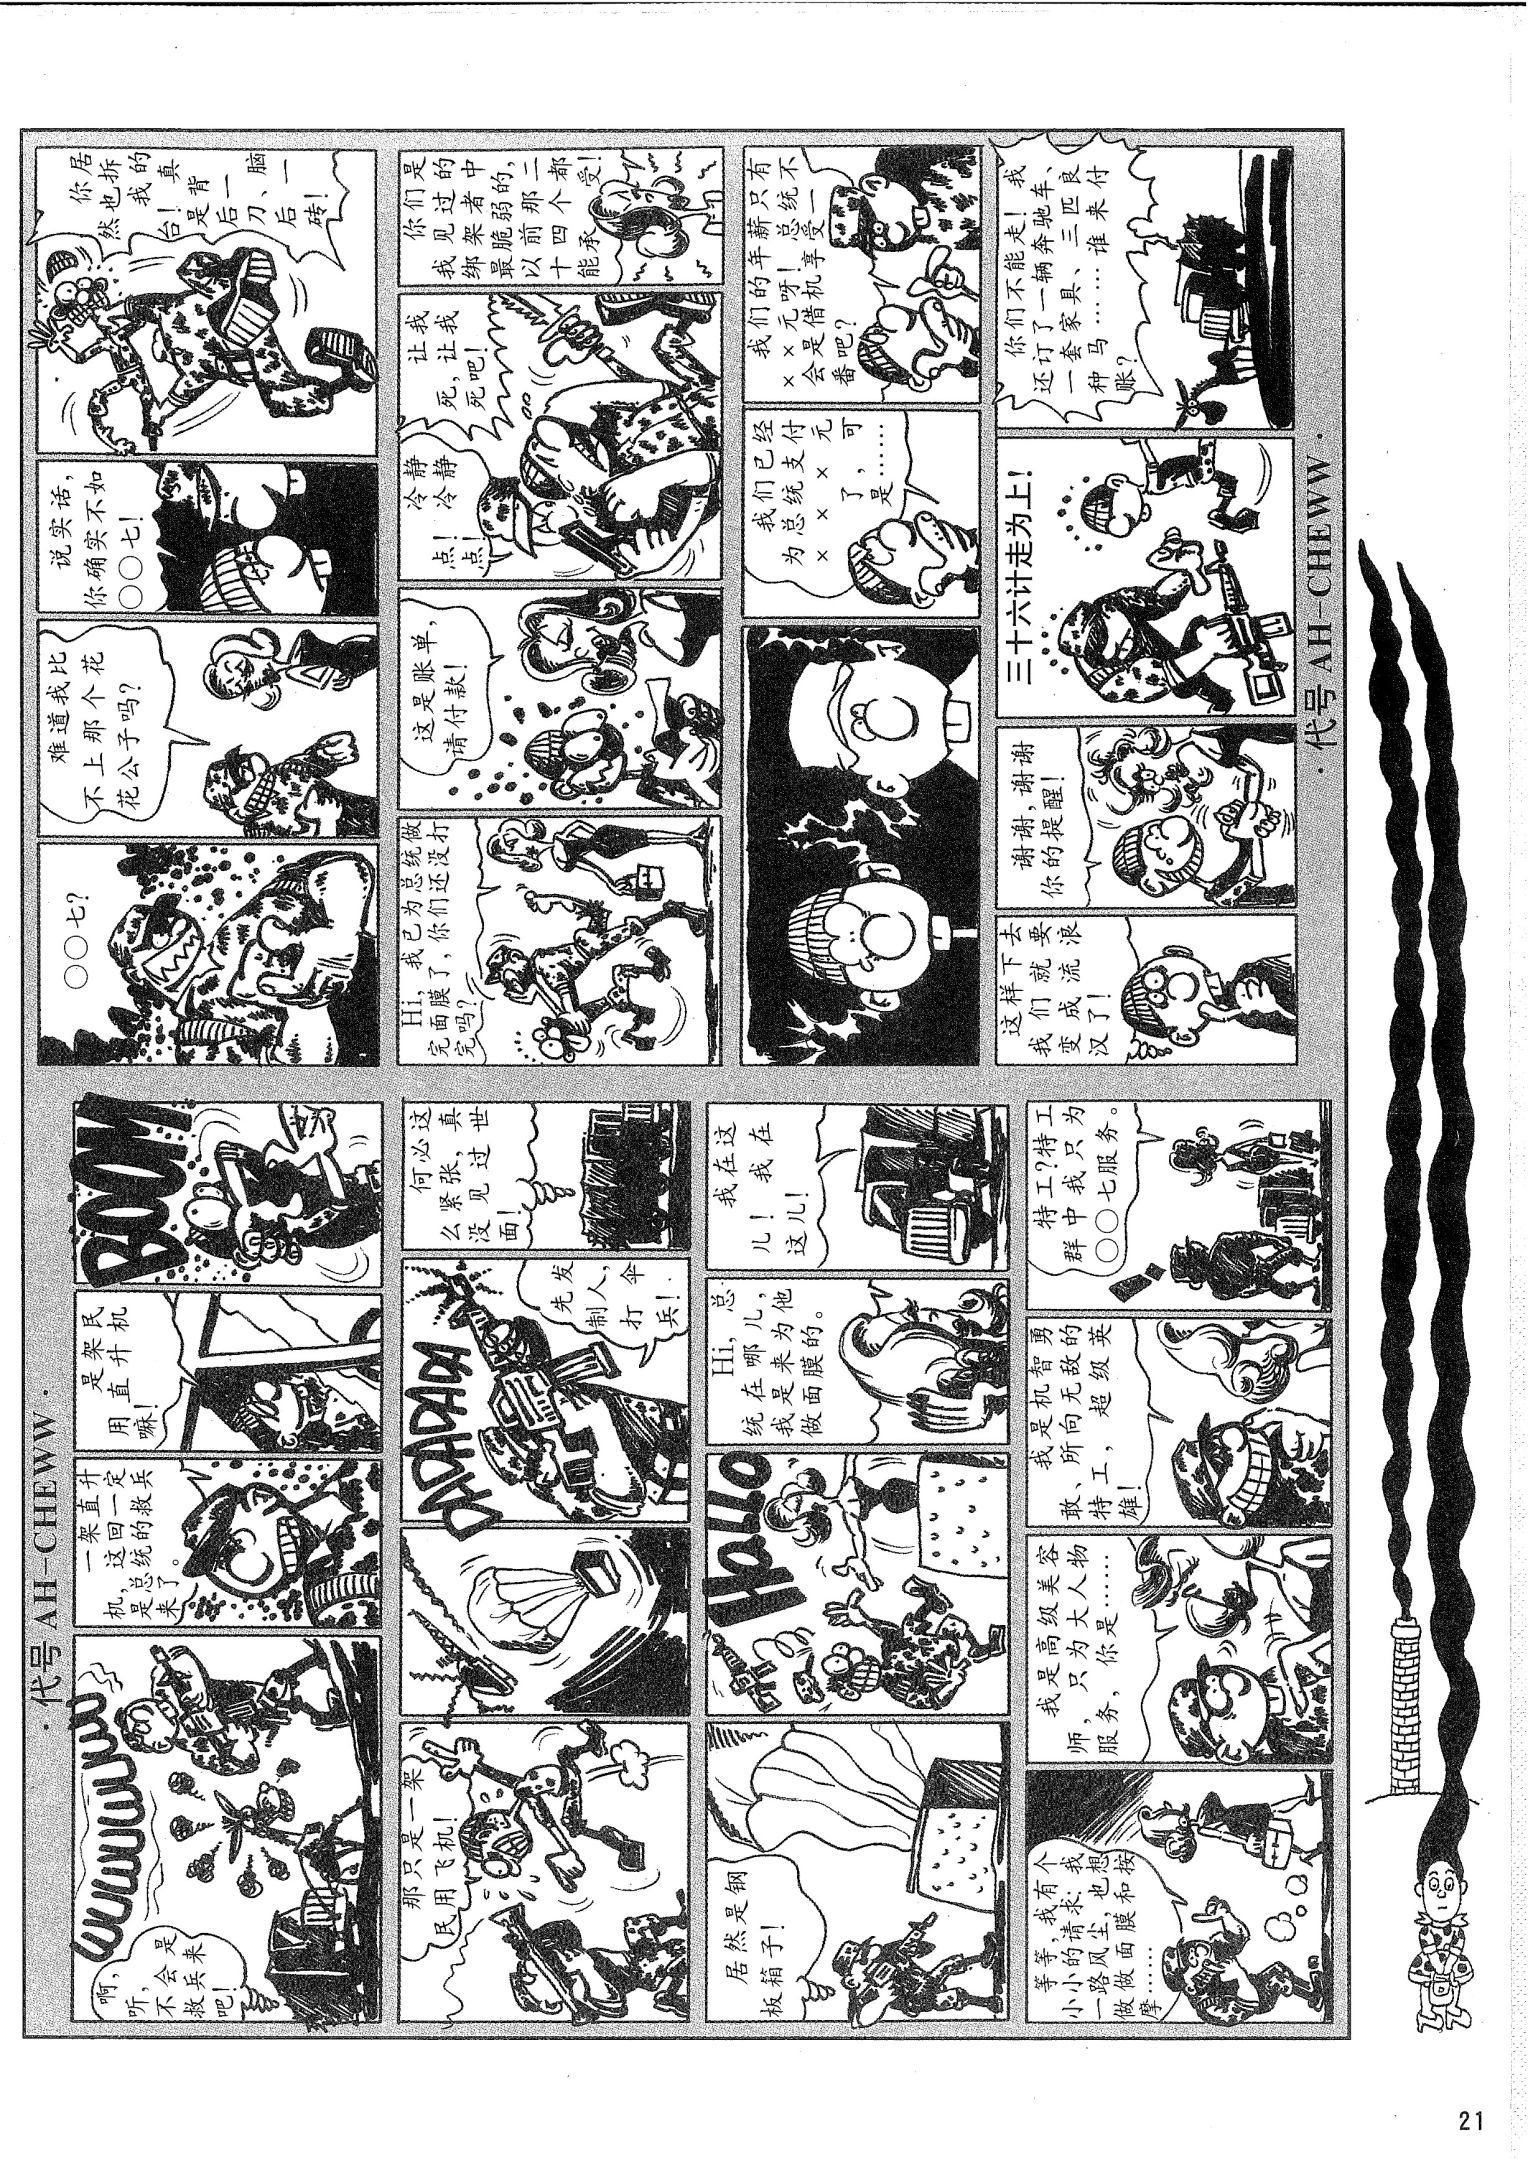 ·代号 AH-CHEWW·
啊,
听,
不会是
救兵来
吧!
WUWUWUWUWU
一架直升
机,这回一定
是总统的救兵
来了。
是架民
用直升机
嘛!
BOOM
那只是一架
民用飞机!
DADADADA
先发
制人,
打伞
兵!
何必这
么紧张,真
没见过世
面!
居然是钢
板箱子!
HALLO
Hi,总
统在哪儿,
我是来为他
做面膜的。
我在这
儿!我在
这儿!
等等,我有个
小小的请求!我
一路风尘,也想
做做面膜和按
摩……
我是高级美容
师,只为大人物
服务,你是……
我是机智勇
敢、所向无敌的
特工,超级英
雄!
特工?特工
群中我只为
〇〇七服务。
〇〇七?
难道我比
不上那个花
花公子吗?
说实话,
你确实不如
〇〇七!
你居
然也拆
我的
台!真
是背
后一
刀、脑
后一
砖!
Hi,我已为总统做
完面膜了,你们还没打
完吗?
这是账单,
请付款!
冷静
点!冷静
点!
让我
死,让我
死吧!
你们是
我见过的
绑架者中
最脆弱的,
以前那二
十四个都
能承受!
我们已经
为总统支付
×××元
了,可
是……
我们的年薪只有
××元呀!总统不
会是借机享受一
番吧?
这样下去
我们就要
变成流浪
汉了!
谢谢,谢谢
你的提醒!
三十六计走为上!
你们不能走!我
还订了一辆奔驰车、
一套家具、三匹良
种马……谁来付
账?
·代号 AH-CHEWW·
21